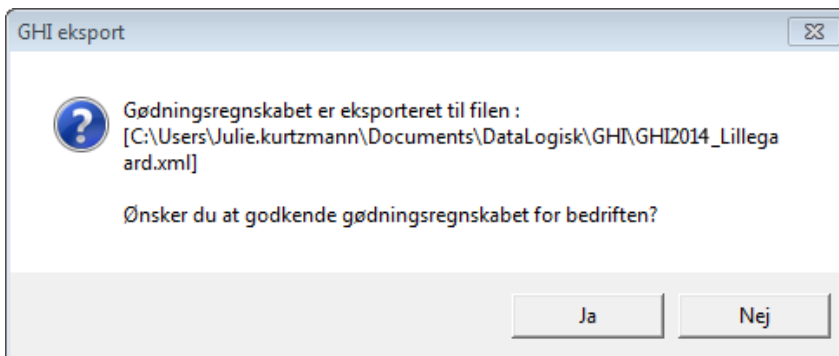 GHI eksport
Gødningsregnskabet er eksporteret til filen :
[C:\Users\Julie.kurtzmann\Documents\DataLogisk\GHI\GHI2014_Lillega
ard.xml]
Ønsker du at godkende gødningsregnskabet for bedriften?
Ja
Nej